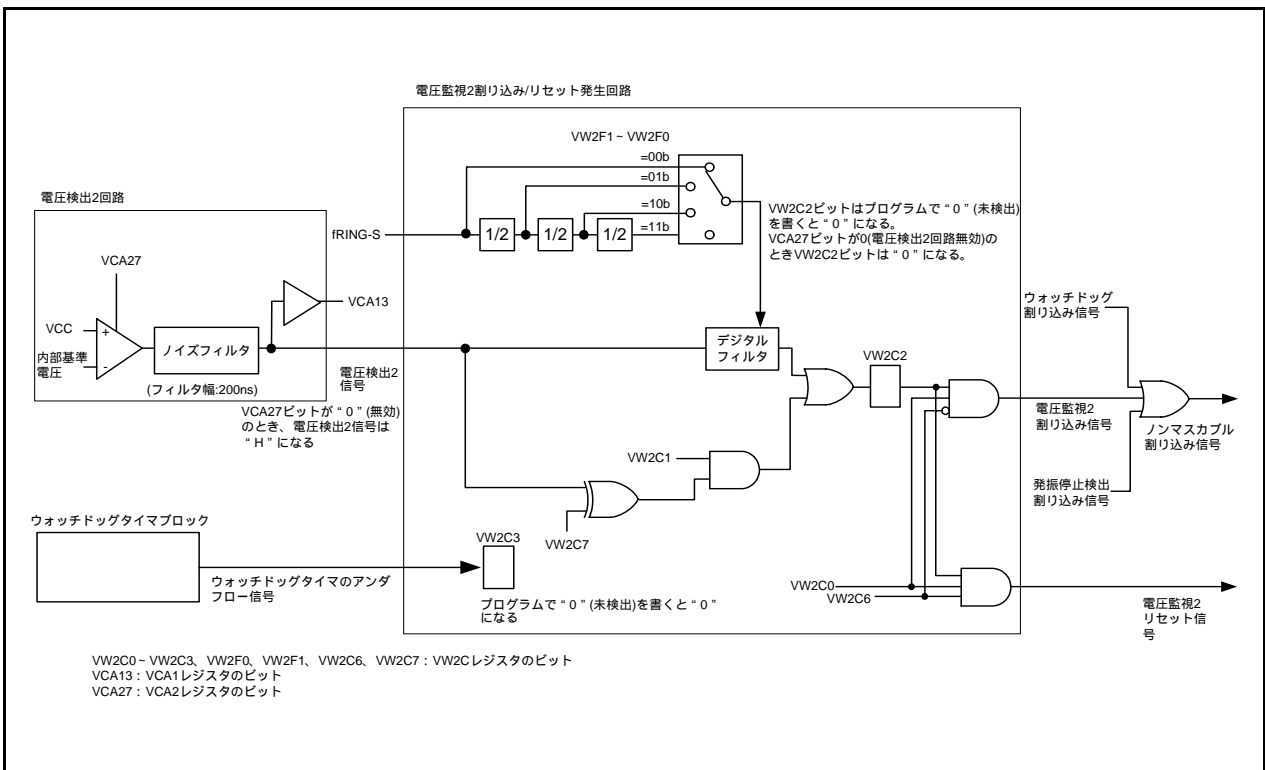 電圧監視2割り込み/リセット発生回路
VW2F1~VW2F0
=00b
=01b
=10b
=11b
fRING-S
1/2
1/2
1/2
VW2C2ビットはプログラムで“0”(未検出)
を書くと“0”になる。
VCA27ビットが0(電圧検出2回路無効)の
ときVW2C2ビットは“0”になる。
電圧検出2回路
VCA27
VCC
+
内部基準
電圧
-
ノイズフィルタ
(フィルタ幅:200ns)
VCA13
電圧検出2
信号
VCA27ビットが“0”(無効)
のとき、電圧検出2信号は
“H”になる
デジタル
フィルタ
VW2C2
VW2C1
VW2C7
ウォッチドッグ
割り込み信号
電圧監視2
割り込み信号
ノンマスカブル
割り込み信号
発振停止検出
割り込み信号
ウォッチドッグタイマブロック
ウォッチドッグタイマのアンダ
フロー信号
VW2C3
プログラムで“0”(未検出)を書くと“0”
になる
VW2C0
VW2C6
電圧監視2
リセット信
号
VW2C0~VW2C3、VW2F0、VW2F1、VW2C6、VW2C7:VW2Cレジスタのビット
VCA13:VCA1レジスタのビット
VCA27:VCA2レジスタのビット